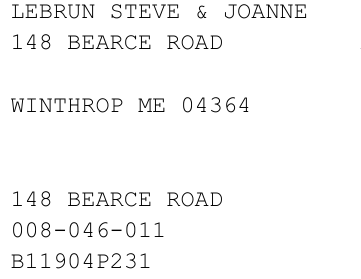 LEBRUN STEVE & JOANNE
148 BEARCE ROAD
WINTHROP ME 04364
148 BEARCE ROAD
008-046-011
B11904P231